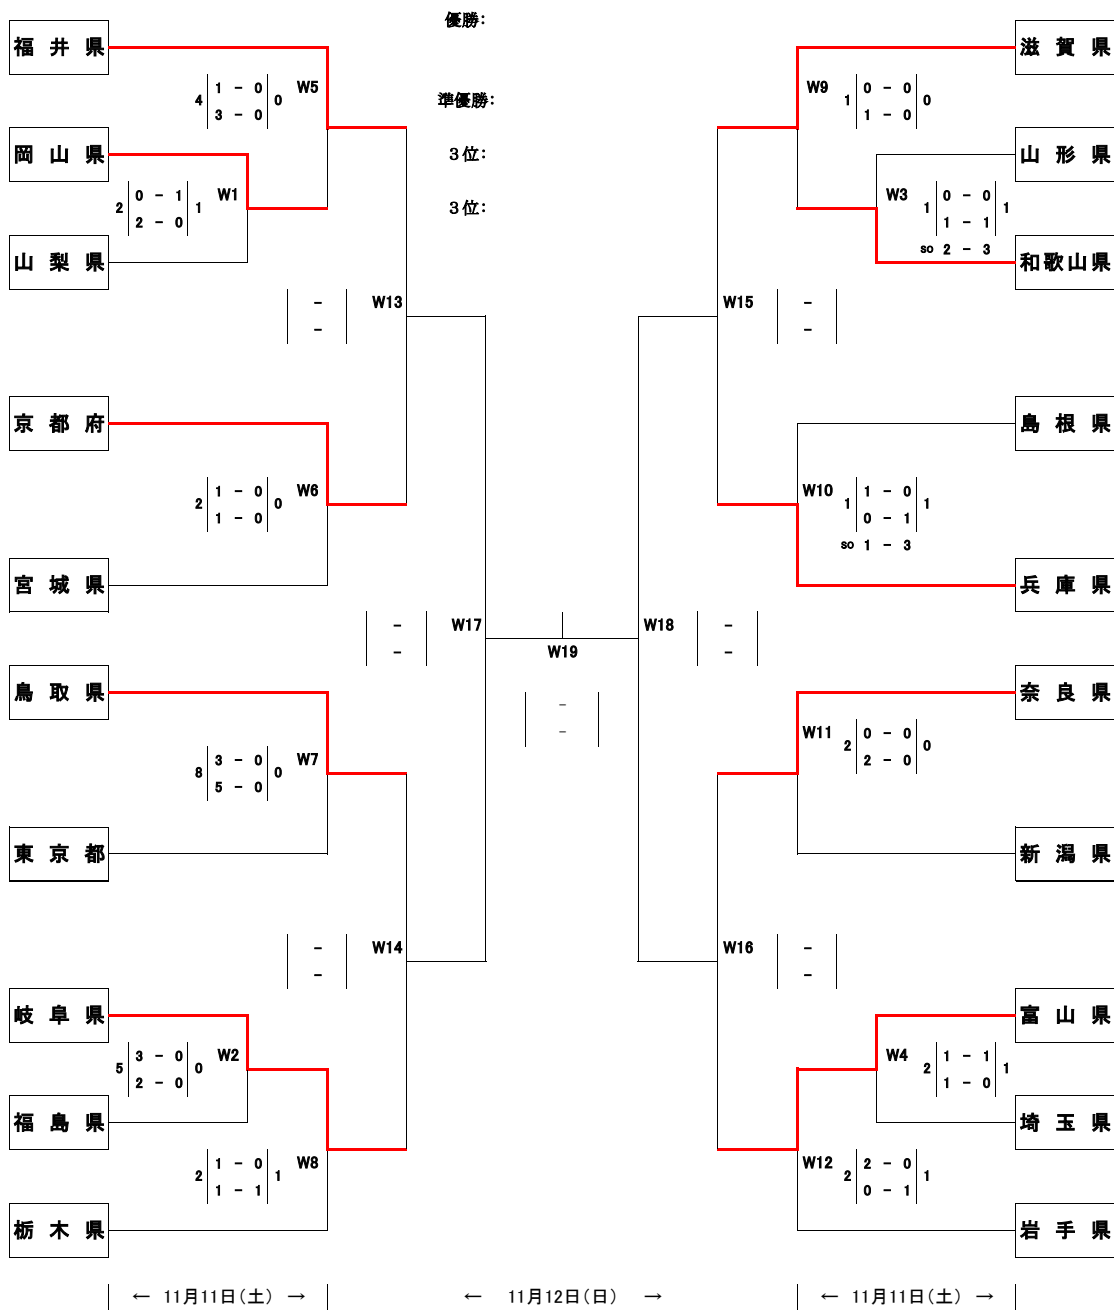 優勝：
準優勝：
３位：
３位：
福井県
4 1 - 0 0 W5
3 - 0
岡山県
2 0 - 1 1 W1
2 - 0
山梨県
- W13
-
京都府
2 1 - 0 0 W6
1 - 0
宮城県
- W17
-
鳥取県
8 3 - 0 0 W7
5 - 0
東京都
- W14
-
岐阜県
5 3 - 0 0 W2
2 - 0
福島県
2 1 - 0 1 W8
1 - 1
栃木県
W19
-
-
滋賀県
W9 1 0 - 0 0
1 - 0
山形県
W3 1 0 - 0 1
1 - 1
so 2 - 3
和歌山県
W15 -
-
島根県
W10 1 1 - 0 1
0 - 1
so 1 - 3
兵庫県
W18 -
-
奈良県
W11 2 0 - 0 0
2 - 0
新潟県
W16 -
-
富山県
W4 2 1 - 1 1
1 - 0
埼玉県
W12 2 2 - 0 1
0 - 1
岩手県
← 11月11日(土) →
← 11月12日(日) →
← 11月11日(土) →